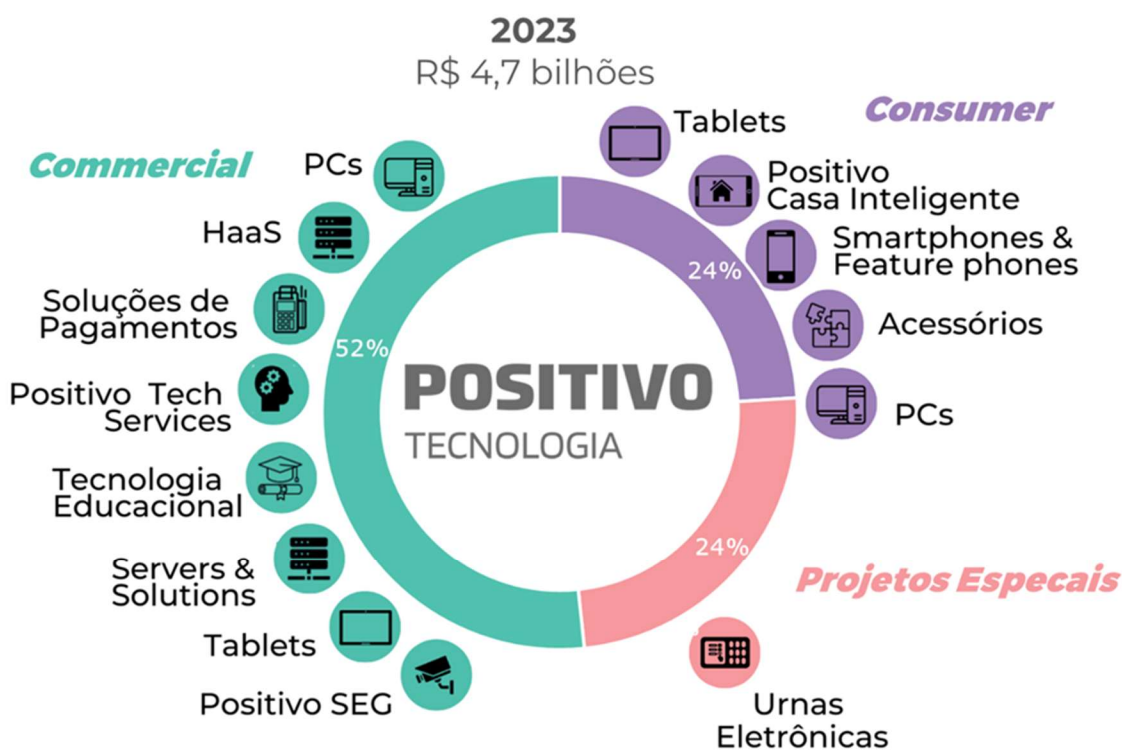 2023
R$ 4,7 bilhões
Commercial
PCs
HaaS
Soluções de
Pagamentos
Positivo Tech
Services
Tecnologia
Educacional
Servers &
Solutions
Tablets
Positivo SEG
52%
POSITIVO
TECNOLOGIA
Consumer
Tablets
Positivo
Casa Inteligente
Smartphones &
Feature phones
Acessórios
PCs
24%
24%
Projetos Especais
Urnas
Eletrônicas